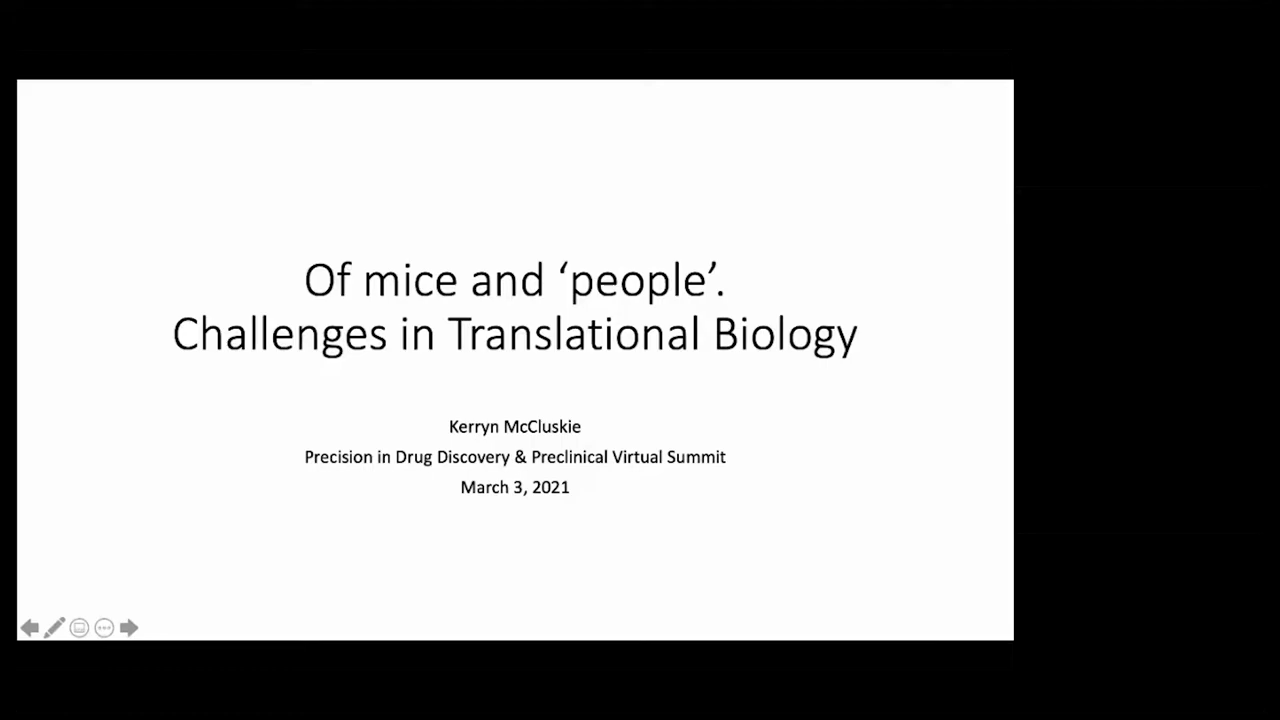 Of mice and ‘people’.
Challenges in Translational Biology
Kerryn McCluskie
Precision in Drug Discovery & Preclinical Virtual Summit
March 3, 2021